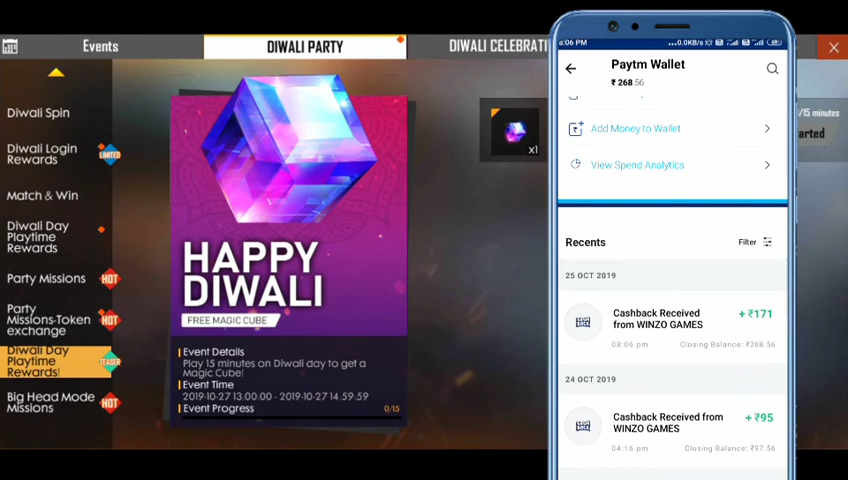 Events
DIWALI PARTY
Diwali Spin
Diwali Login
Rewards
LIMITED
Match & Win
Diwali Day
Playtime
Rewards
Party Missions
HOT
Party
Missions-Token
exchange
HOT
Diwali Day
Playtime
Rewards!
TEASER
Big Head Mode
Missions
HOT
HAPPY
DIWALI
FREE MAGIC CUBE
Event Details
Play 15 minutes on Diwali day to get a
Magic Cube!
Event Time
2019-10-27 13:00:00 - 2019-10-27 14:59:59
Event Progress
0/15
x1
6:06 PM
...0.0KB/s
Paytm Wallet
₹ 268.56
Add Money to Wallet
View Spend Analytics
Recents
Filter
25 OCT 2019
Cashback Received
from WINZO GAMES
+ ₹171
08:06 pm
Closing Balance: ₹268.56
24 OCT 2019
Cashback Received from
WINZO GAMES
+ ₹95
04:16 pm
Closing Balance: ₹97.56
/15 minutes